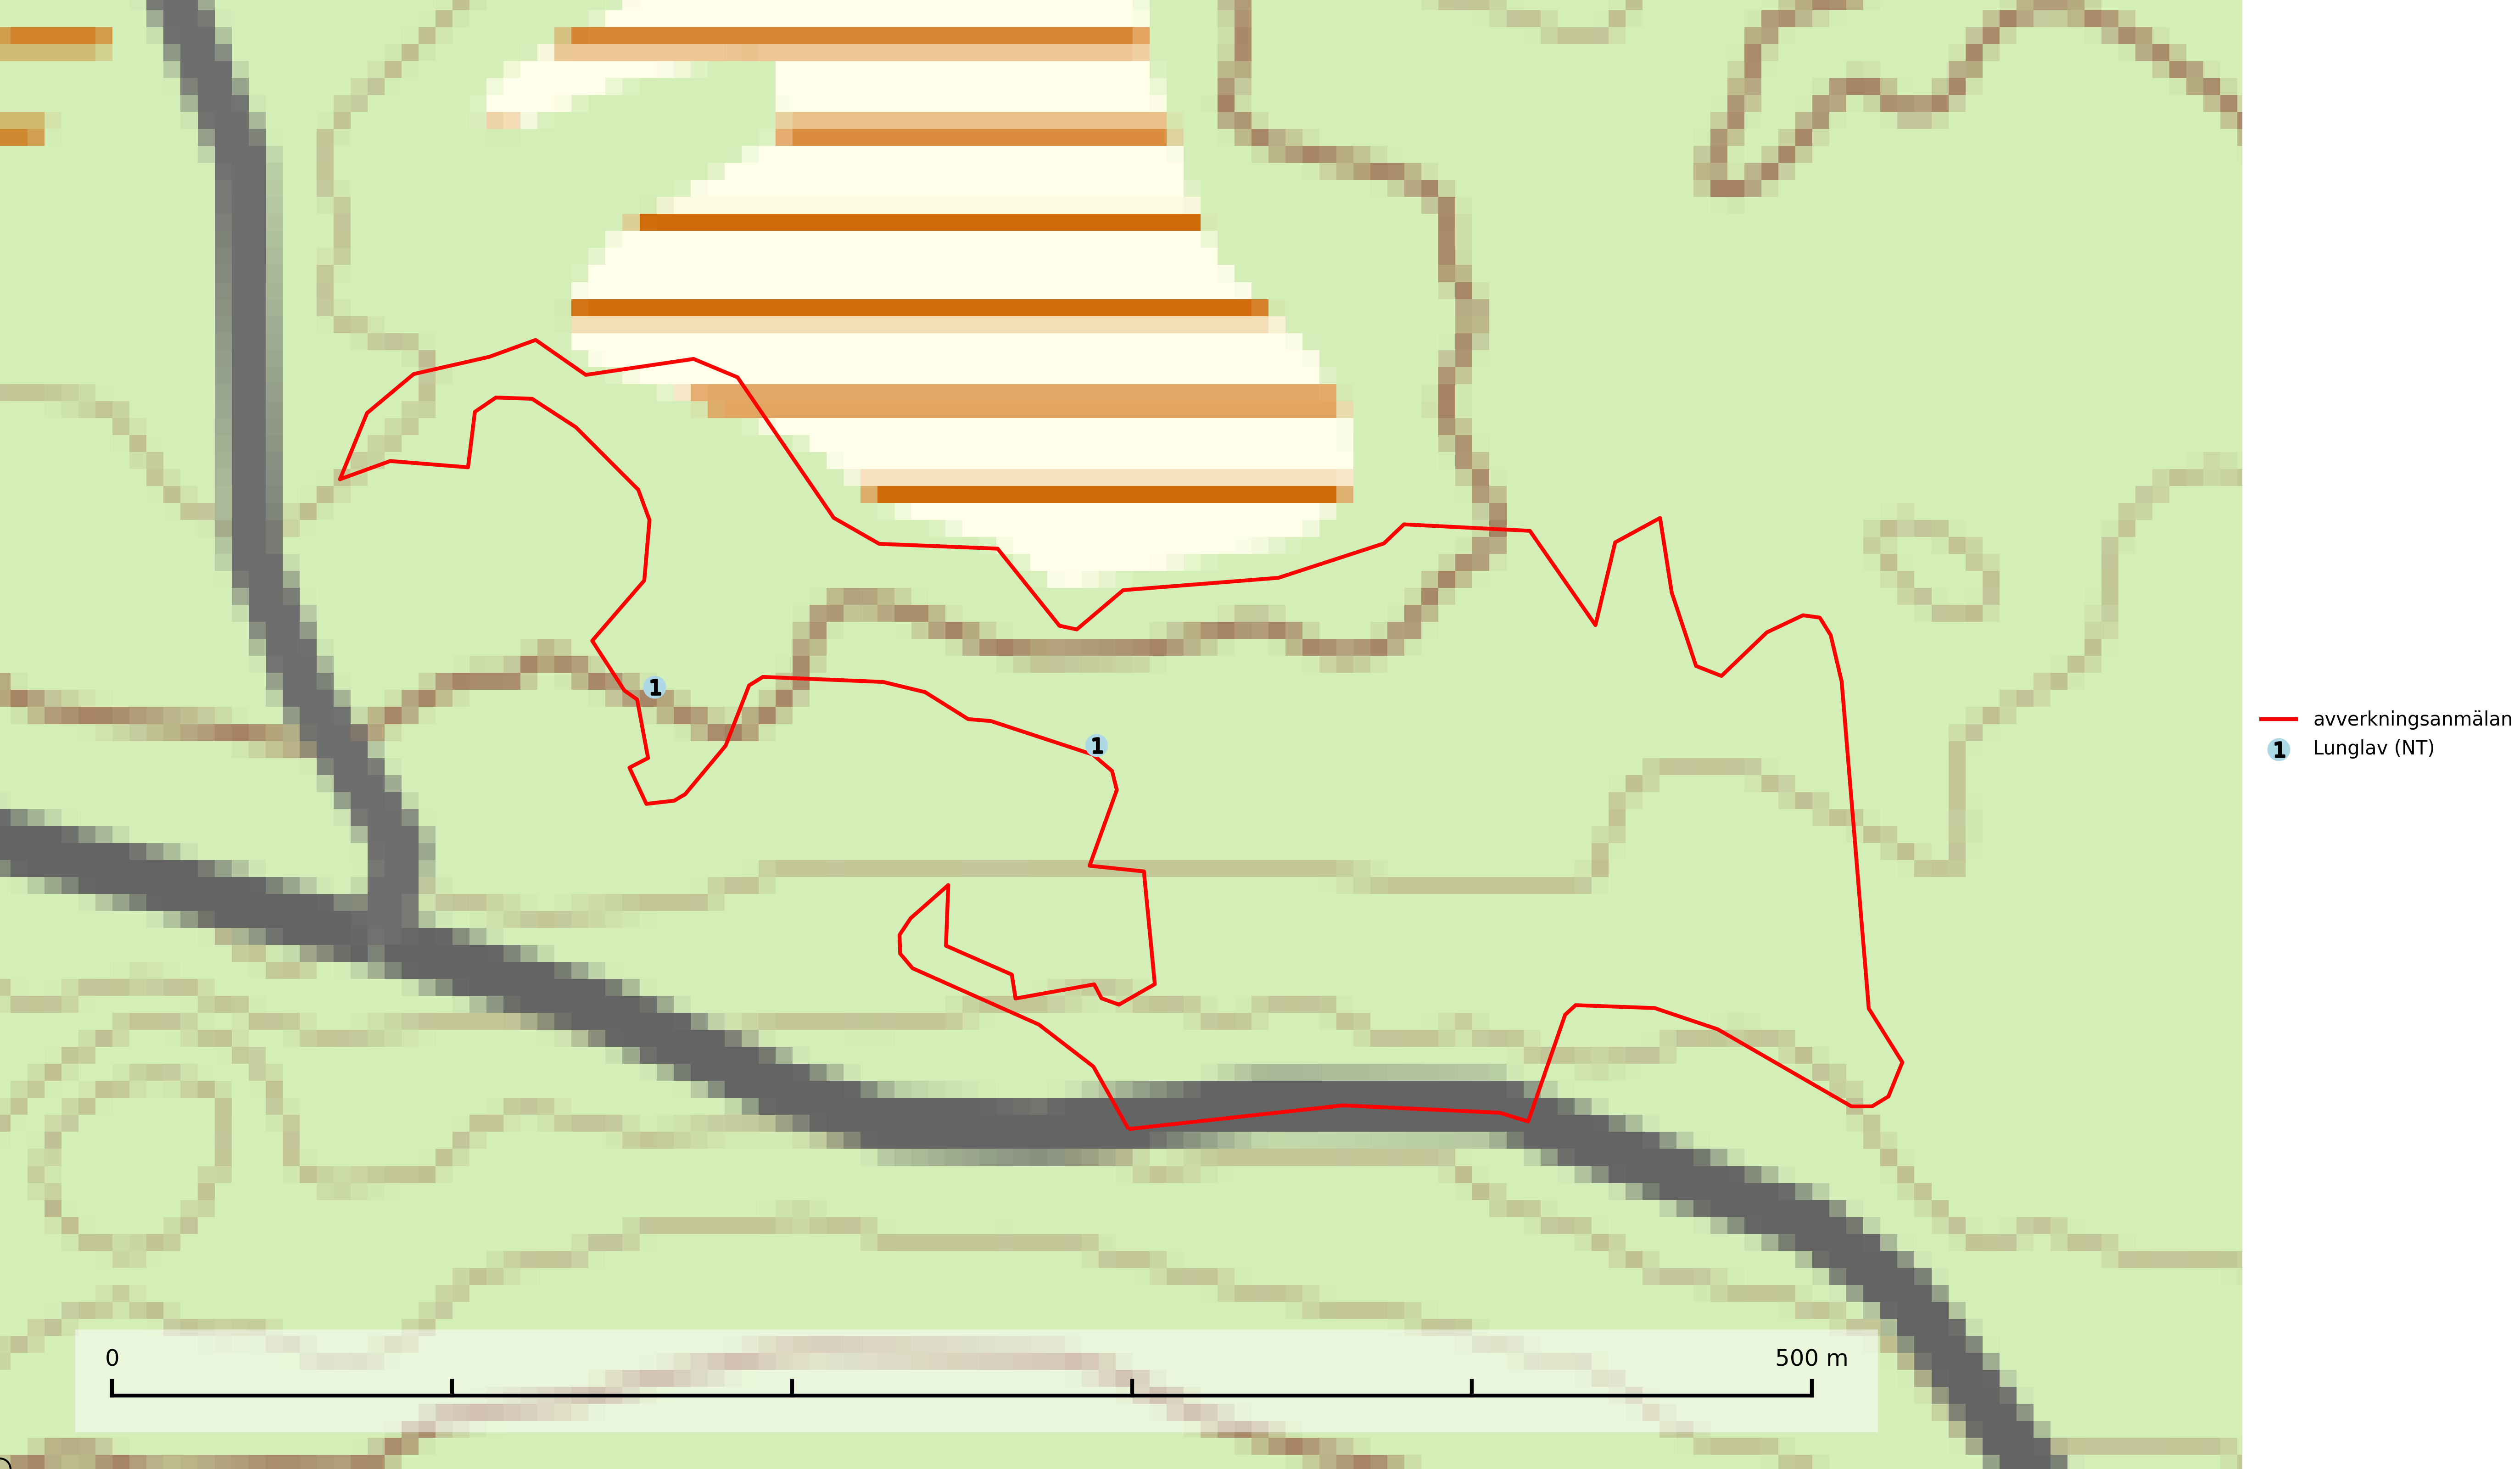 1
1
avverkningsanmälan
1 Lunglav (NT)
0 500 m